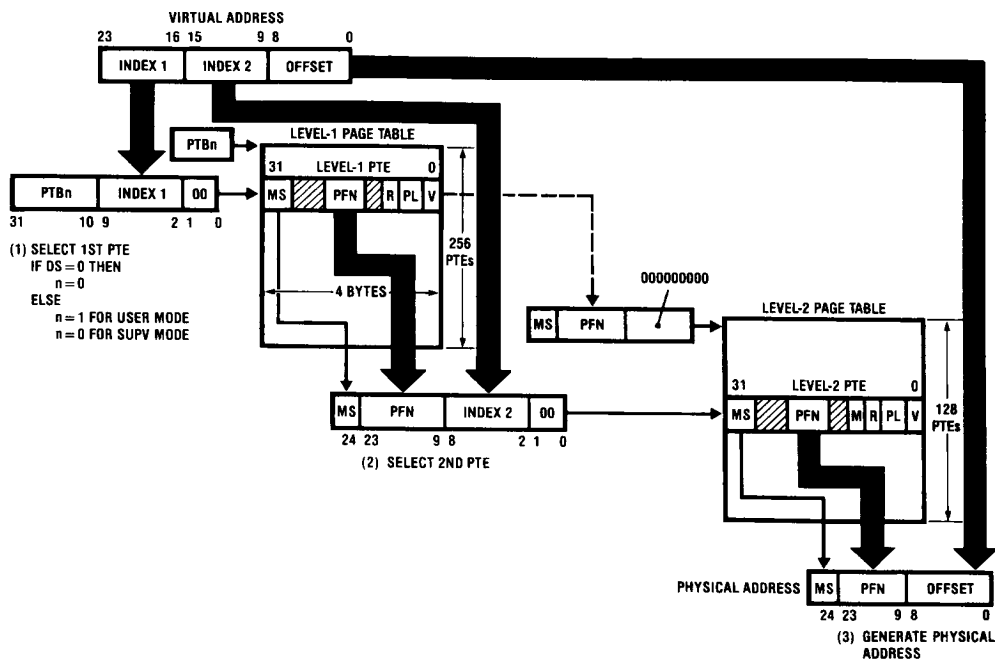 VIRTUAL ADDRESS
23 16 15 9 8 0
INDEX 1 INDEX 2 OFFSET
PTBn
LEVEL-1 PAGE TABLE
31 LEVEL-1 PTE 0
MS PFN R PL V
PTBn INDEX 1 00
31 10 9 2 1 0
(1) SELECT 1ST PTE
IF DS=0 THEN
n=0
ELSE
n=1 FOR USER MODE
n=0 FOR SUPV MODE
256
PTEs
4 BYTES
000000000
MS PFN
LEVEL-2 PAGE TABLE
31 LEVEL-2 PTE 0
MS PFN M R PL V
128
PTEs
MS PFN INDEX 2 00
24 23 9 8 2 1 0
(2) SELECT 2ND PTE
PHYSICAL ADDRESS MS PFN OFFSET
24 23 9 8 0
(3) GENERATE PHYSICAL
ADDRESS